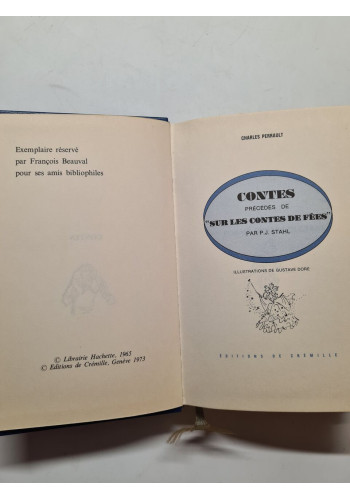 Exemplaire réservé
par François Beauval
pour ses amis bibliophiles
© Librairie Hachette, 1965
© Editions de Crémille, Genève 1973
CHARLES PERRAULT
CONTES
PRÉCÉDÉS DE
"SUR LES CONTES DE FÉES"
PAR P.J. STAHL
ILLUSTRATIONS DE GUSTAVE DORÉ
ÉDITIONS DE CRÉMILLE